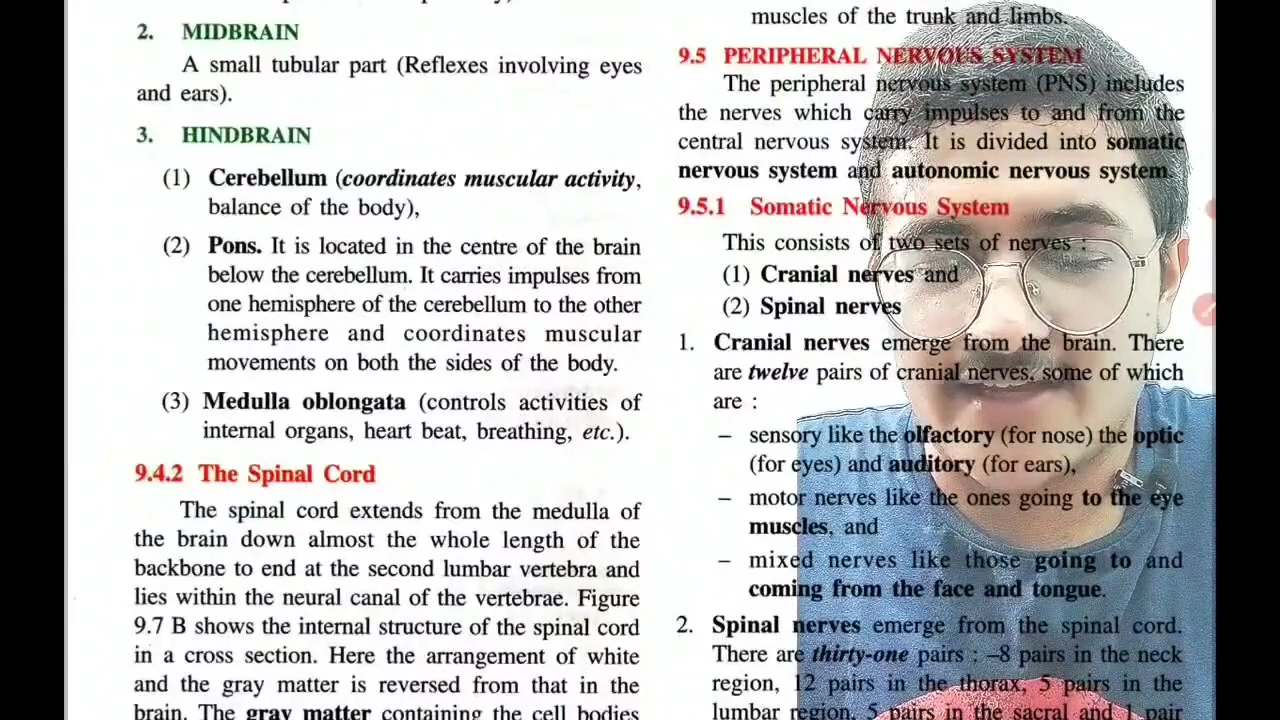 2. MIDBRAIN
A small tubular part (Reflexes involving eyes
and ears).
3. HINDBRAIN
(1) Cerebellum (coordinates muscular activity,
balance of the body),
(2) Pons. It is located in the centre of the brain
below the cerebellum. It carries impulses from
one hemisphere of the cerebellum to the other
hemisphere and coordinates muscular
movements on both the sides of the body.
(3) Medulla oblongata (controls activities of
internal organs, heart beat, breathing, etc.).
9.4.2 The Spinal Cord
The spinal cord extends from the medulla of
the brain down almost the whole length of the
backbone to end at the second lumbar vertebra and
lies within the neural canal of the vertebrae. Figure
9.7 B shows the internal structure of the spinal cord
in a cross section. Here the arrangement of white
and the gray matter is reversed from that in the
brain. The gray matter containing the cell bodies
muscles of the trunk and limbs.
9.5 PERIPHERAL NERVOUS SYSTEM
The peripheral nervous system (PNS) includes
the nerves which carry impulses to and from the
central nervous system. It is divided into somatic
nervous system and autonomic nervous system.
9.5.1 Somatic Nervous System
This consists of two sets of nerves :
(1) Cranial nerves and
(2) Spinal nerves
1. Cranial nerves emerge from the brain. There
are twelve pairs of cranial nerves, some of which
are :
– sensory like the olfactory (for nose) the optic
(for eyes) and auditory (for ears),
– motor nerves like the ones going to the eye
muscles, and
– mixed nerves like those going to and
coming from the face and tongue.
2. Spinal nerves emerge from the spinal cord.
There are thirty-one pairs : –8 pairs in the neck
region, 12 pairs in the thorax, 5 pairs in the
lumbar region, 5 pairs in the sacral and 1 pair